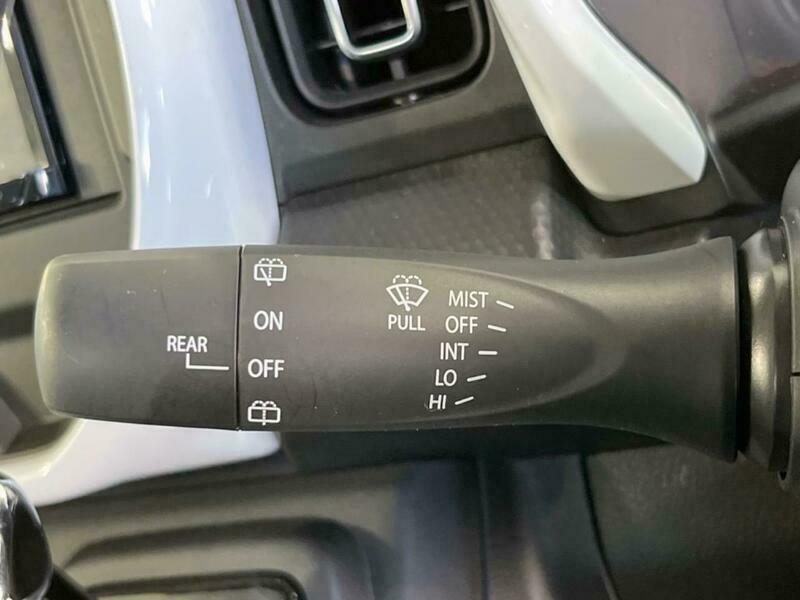 REAR
ON
OFF
PULL
MIST
OFF
INT
LO
HI